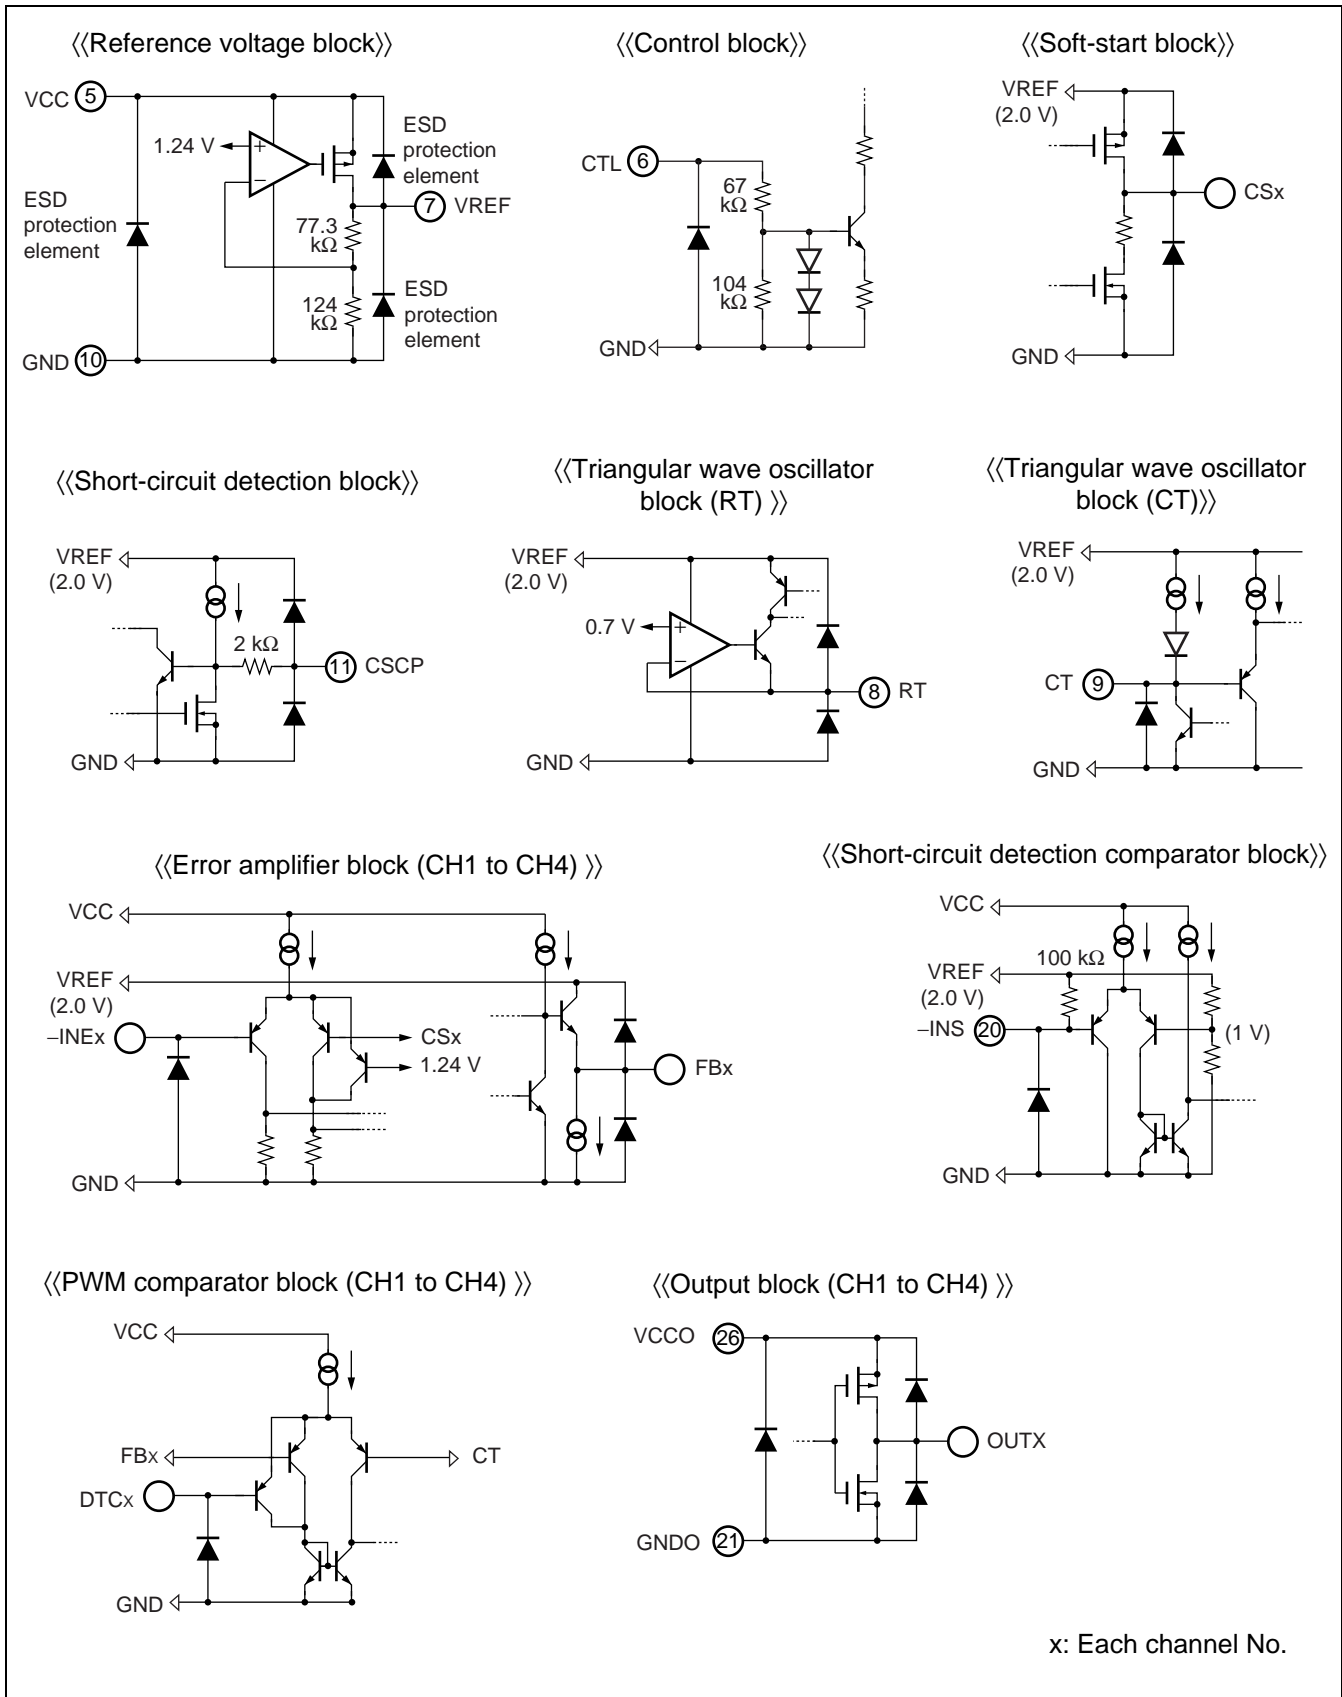 ⟨⟨Reference voltage block⟩⟩
VCC 5
1.24 V
+
−
ESD
protection
element
ESD
protection
element
7 VREF
77.3
kΩ
124
kΩ
ESD
protection
element
GND 10
⟨⟨Control block⟩⟩
CTL 6
67
kΩ
104
kΩ
GND
⟨⟨Soft-start block⟩⟩
VREF
(2.0 V)
CSx
GND
⟨⟨Short-circuit detection block⟩⟩
VREF
(2.0 V)
2 kΩ
11 CSCP
GND
⟨⟨Triangular wave oscillator
block (RT) ⟩⟩
VREF
(2.0 V)
0.7 V
+
−
8 RT
GND
⟨⟨Triangular wave oscillator
block (CT)⟩⟩
VREF
(2.0 V)
CT 9
GND
⟨⟨Error amplifier block (CH1 to CH4) ⟩⟩
VCC
VREF
(2.0 V)
−INEx
CSx
1.24 V
FBx
GND
⟨⟨Short-circuit detection comparator block⟩⟩
VCC
100 kΩ
VREF
(2.0 V)
−INS 20
(1 V)
GND
⟨⟨PWM comparator block (CH1 to CH4) ⟩⟩
VCC
FBx
CT
DTCx
GND
⟨⟨Output block (CH1 to CH4) ⟩⟩
VCCO 26
OUTX
GNDO 21
x: Each channel No.